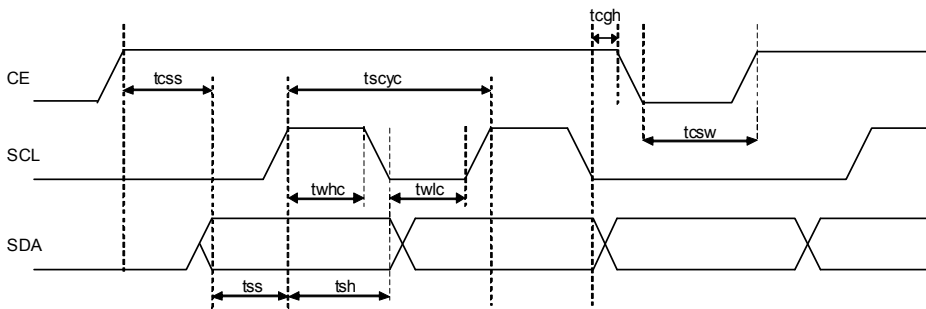 tcgh
CE
tcss
tscyc
tcsw
SCL
twhc
twlc
SDA
tss
tsh